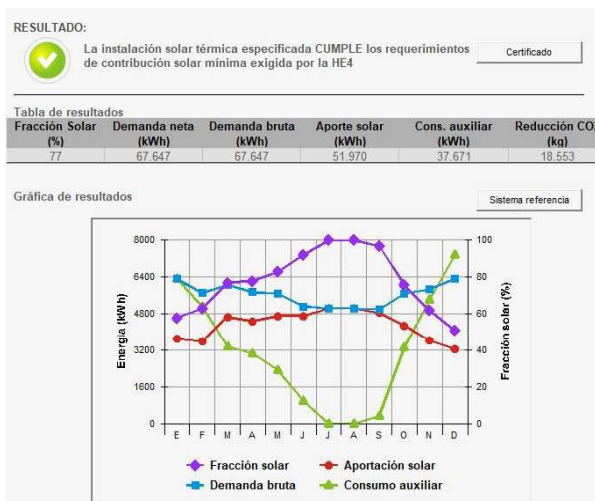 RESULTADO:
La instalación solar térmica especificada CUMPLE los requerimientos
de contribución solar mínima exigida por la HE4
Certificado
Tabla de resultados
Fracción Solar Demanda neta Demanda bruta Aporte solar Cons. auxiliar Reducción CO
(%) (kWh) (kWh) (kWh) (kWh) (kg)
77 67.647 67.647 51.970 37.671 18.553
Gráfica de resultados
Sistema referencia
8000 100
6400 80
4800 60
3200 40
1600 20
0 0
Energía (kWh)
Fracción solar (%)
E F M A M J J A S O N D
Fracción solar Aportación solar
Demanda bruta Consumo auxiliar